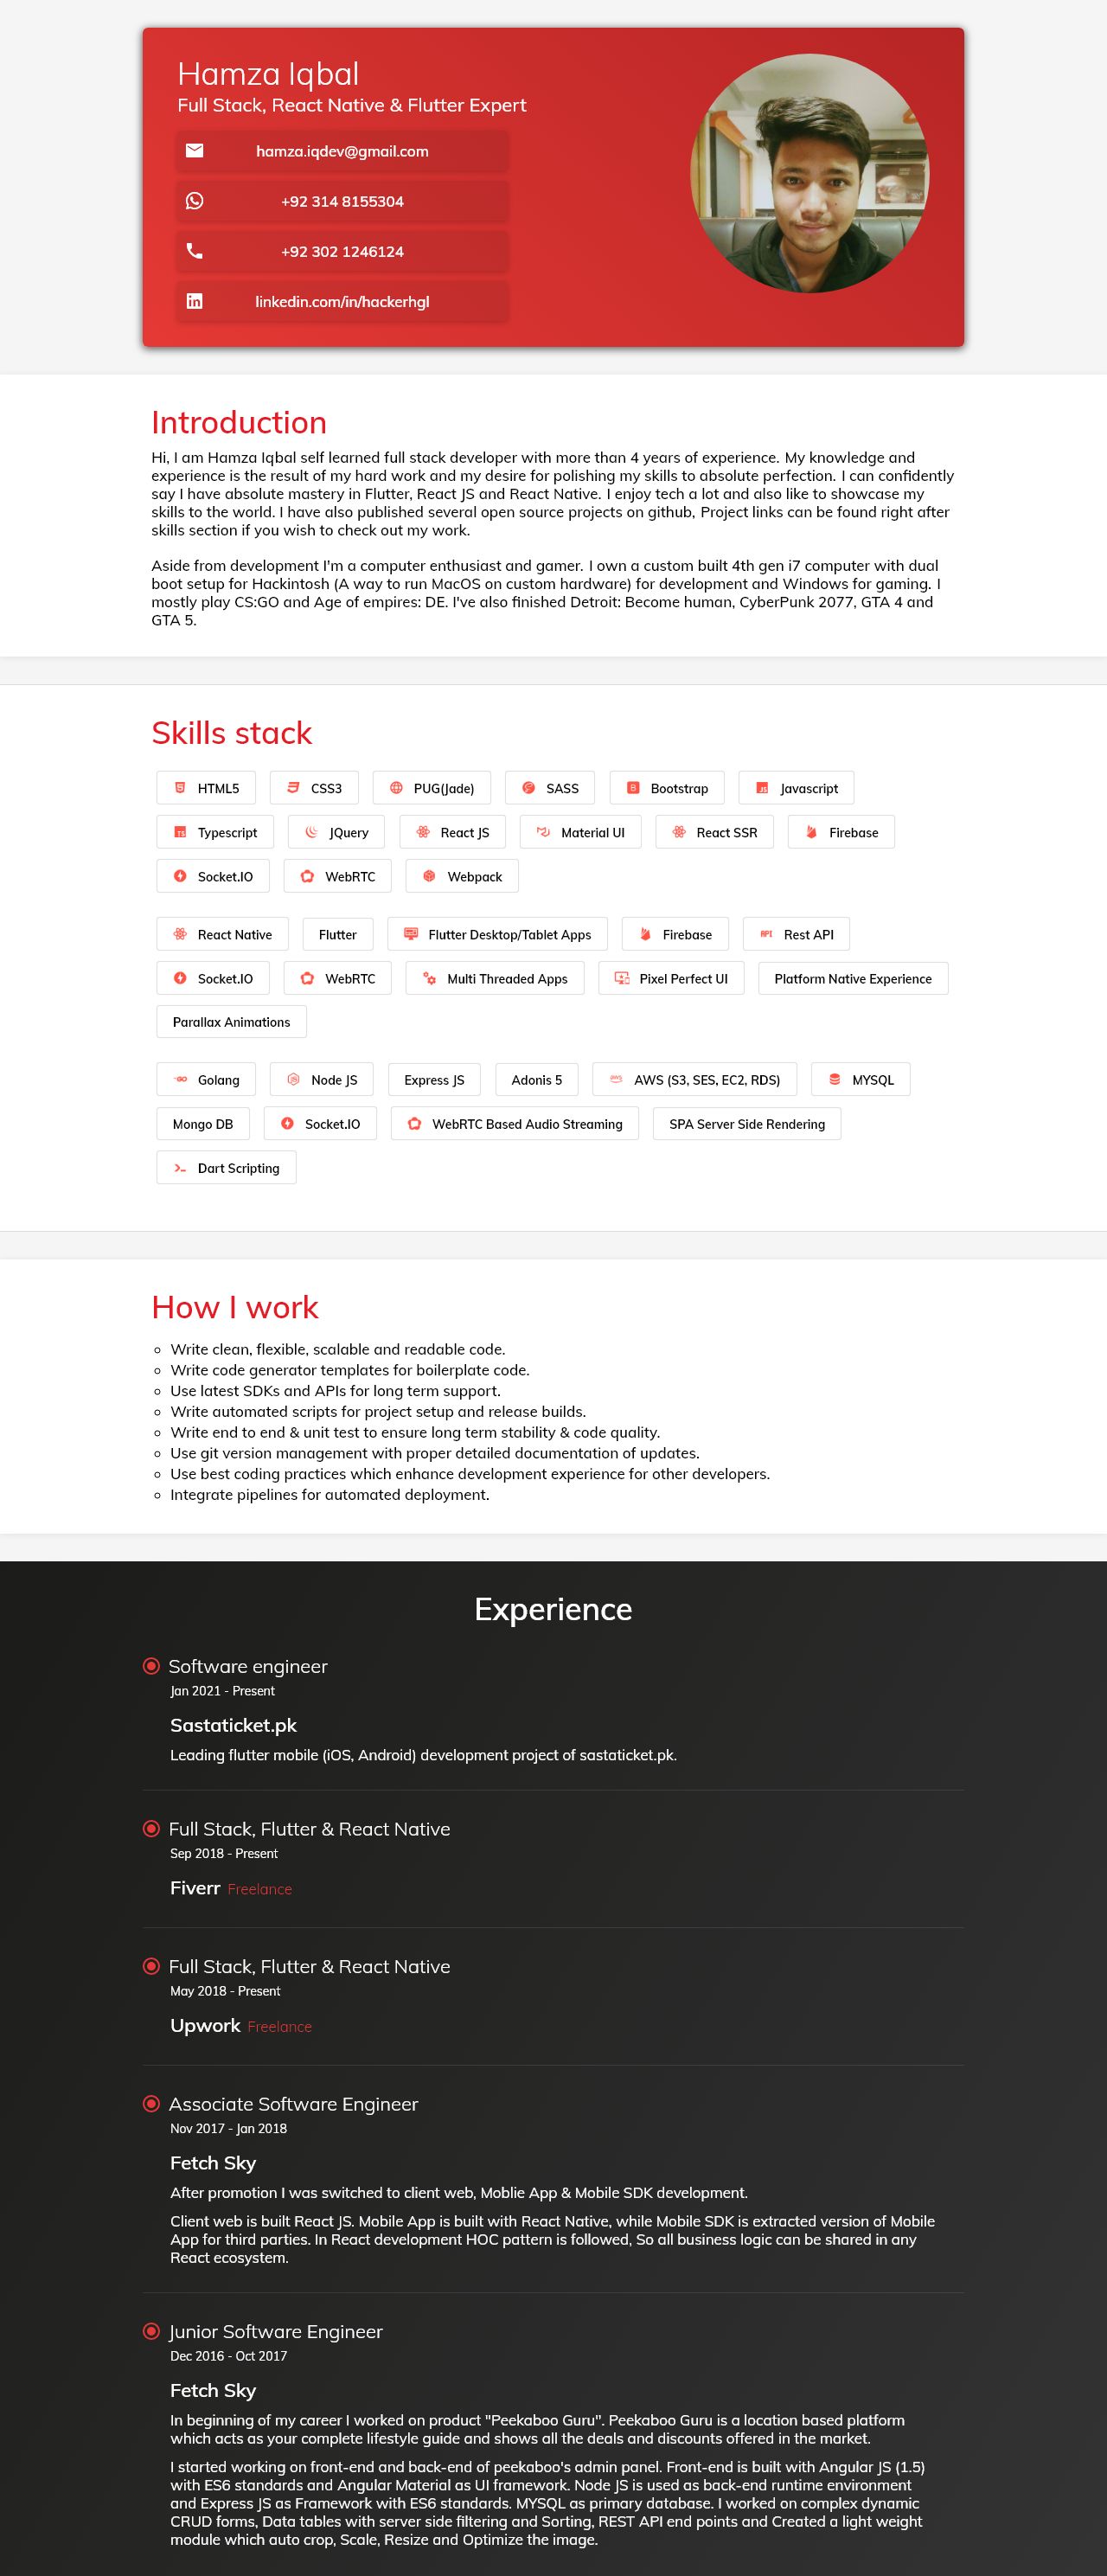 Hamza Iqbal
Full Stack, React Native & Flutter Expert
hamza.iqdev@gmail.com
+92 314 8155304
+92 302 1246124
linkedin.com/in/hackerhgl
Introduction
Hi, I am Hamza Iqbal self learned full stack developer with more than 4 years of experience. My knowledge and
experience is the result of my hard work and my desire for polishing my skills to absolute perfection. I can confidently
say I have absolute mastery in Flutter, React JS and React Native. I enjoy tech a lot and also like to showcase my
skills to the world. I have also published several open source projects on github, Project links can be found right after
skills section if you wish to check out my work.
Aside from development I'm a computer enthusiast and gamer. I own a custom built 4th gen i7 computer with dual
boot setup for Hackintosh (A way to run MacOS on custom hardware) for development and Windows for gaming. I
mostly play CS:GO and Age of empires: DE. I've also finished Detroit: Become human, CyberPunk 2077, GTA 4 and
GTA 5.
Skills stack
HTML5 CSS3 PUG(Jade) SASS Bootstrap Javascript
Typescript JQuery React JS Material UI React SSR Firebase
Socket.IO WebRTC Webpack
React Native Flutter Flutter Desktop/Tablet Apps Firebase Rest API
Socket.IO WebRTC Multi Threaded Apps Pixel Perfect UI Platform Native Experience
Parallax Animations
Golang Node JS Express JS Adonis 5 AWS (S3, SES, EC2, RDS) MYSQL
Mongo DB Socket.IO WebRTC Based Audio Streaming SPA Server Side Rendering
Dart Scripting
How I work
Write clean, flexible, scalable and readable code.
Write code generator templates for boilerplate code.
Use latest SDKs and APIs for long term support.
Write automated scripts for project setup and release builds.
Write end to end & unit test to ensure long term stability & code quality.
Use git version management with proper detailed documentation of updates.
Use best coding practices which enhance development experience for other developers.
Integrate pipelines for automated deployment.
Experience
Software engineer
Jan 2021 - Present
Sastaticket.pk
Leading flutter mobile (iOS, Android) development project of sastaticket.pk.
Full Stack, Flutter & React Native
Sep 2018 - Present
Fiverr Freelance
Full Stack, Flutter & React Native
May 2018 - Present
Upwork Freelance
Associate Software Engineer
Nov 2017 - Jan 2018
Fetch Sky
After promotion I was switched to client web, Moblie App & Mobile SDK development.
Client web is built React JS. Mobile App is built with React Native, while Mobile SDK is extracted version of Mobile
App for third parties. In React development HOC pattern is followed, So all business logic can be shared in any
React ecosystem.
Junior Software Engineer
Dec 2016 - Oct 2017
Fetch Sky
In beginning of my career I worked on product "Peekaboo Guru". Peekaboo Guru is a location based platform
which acts as your complete lifestyle guide and shows all the deals and discounts offered in the market.
I started working on front-end and back-end of peekaboo's admin panel. Front-end is built with Angular JS (1.5)
with ES6 standards and Angular Material as UI framework. Node JS is used as back-end runtime environment
and Express JS as Framework with ES6 standards. MYSQL as primary database. I worked on complex dynamic
CRUD forms, Data tables with server side filtering and Sorting, REST API end points and Created a light weight
module which auto crop, Scale, Resize and Optimize the image.